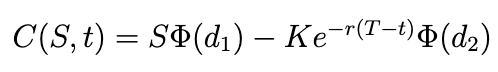 C(S, t) = SΦ(d₁) − Ke^{−r(T−t)}Φ(d₂)